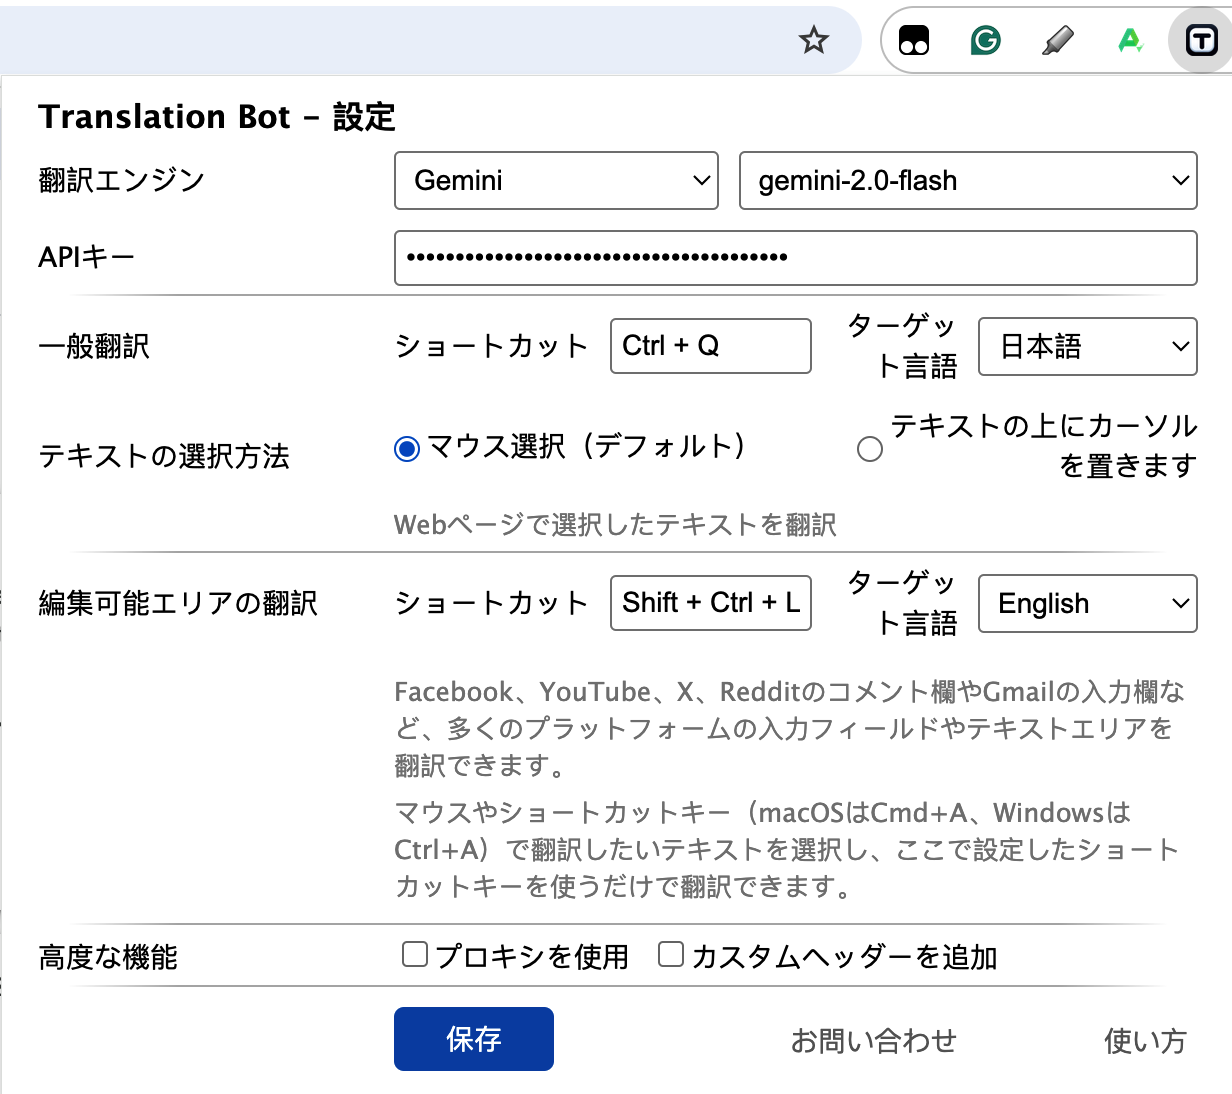 Translation Bot – 設定
翻訳エンジン Gemini gemini-2.0-flash
APIキー ••••••••••••••••••••••••••••••••••••••• 
一般翻訳 ショートカット Ctrl + Q ターゲッ
ト言語 日本語
テキストの選択方法 マウス選択（デフォルト） テキストの上にカーソル
を置きます
Webページで選択したテキストを翻訳
編集可能エリアの翻訳 ショートカット Shift + Ctrl + L ターゲッ
ト言語 English
Facebook、YouTube、X、Redditのコメント欄やGmailの入力欄な
ど、多くのプラットフォームの入力フィールドやテキストエリアを
翻訳できます。
マウスやショートカットキー（macOSはCmd+A、Windowsは
Ctrl+A）で翻訳したいテキストを選択し、ここで設定したショート
カットキーを使うだけで翻訳できます。
高度な機能 プロキシを使用 カスタムヘッダーを追加
保存 お問い合わせ 使い方